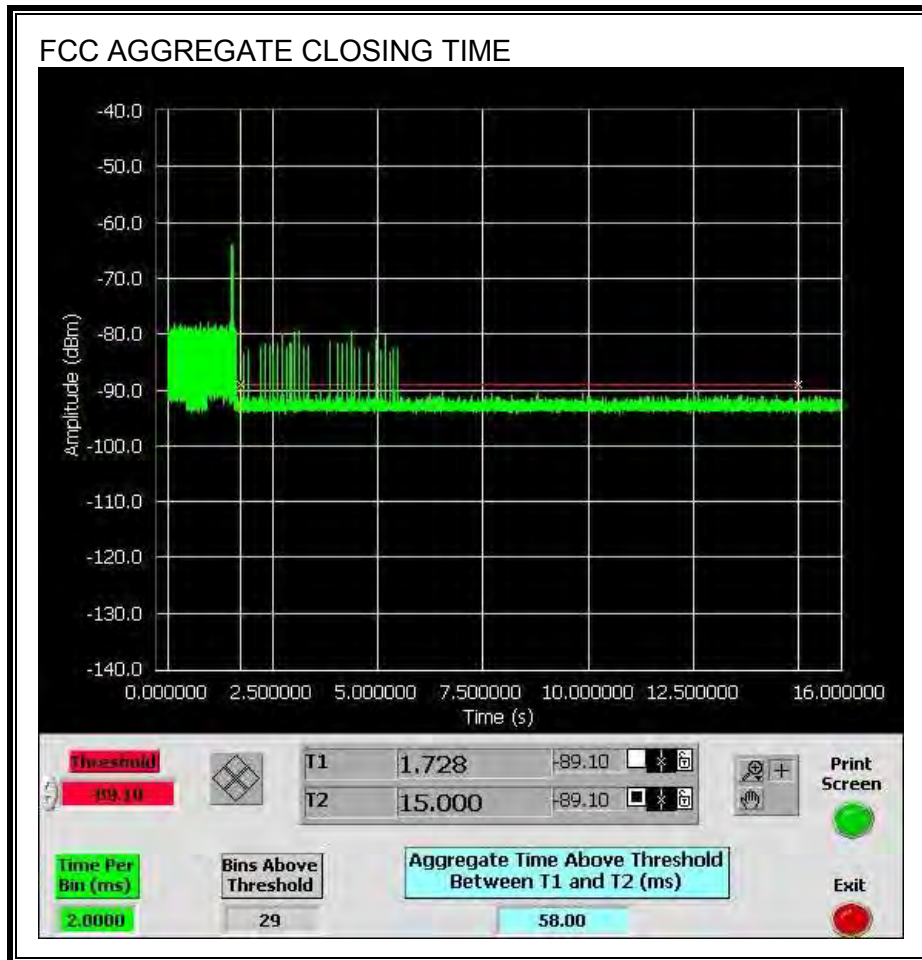 FCC AGGREGATE CLOSING TIME
-40.0
-50.0
-60.0
-70.0
-80.0
-90.0
-100.0
-110.0
-120.0
-130.0
-140.0
Amplitude (dBm)
0.000000 2.500000 5.000000 7.500000 10.000000 12.500000 16.000000
Time (s)
Threshold
-89.10
T1 1.728 -89.10
T2 15.000 -89.10
Print Screen
Time Per Bin (ms)
2.0000
Bins Above Threshold
29
Aggregate Time Above Threshold
Between T1 and T2 (ms)
58.00
Exit